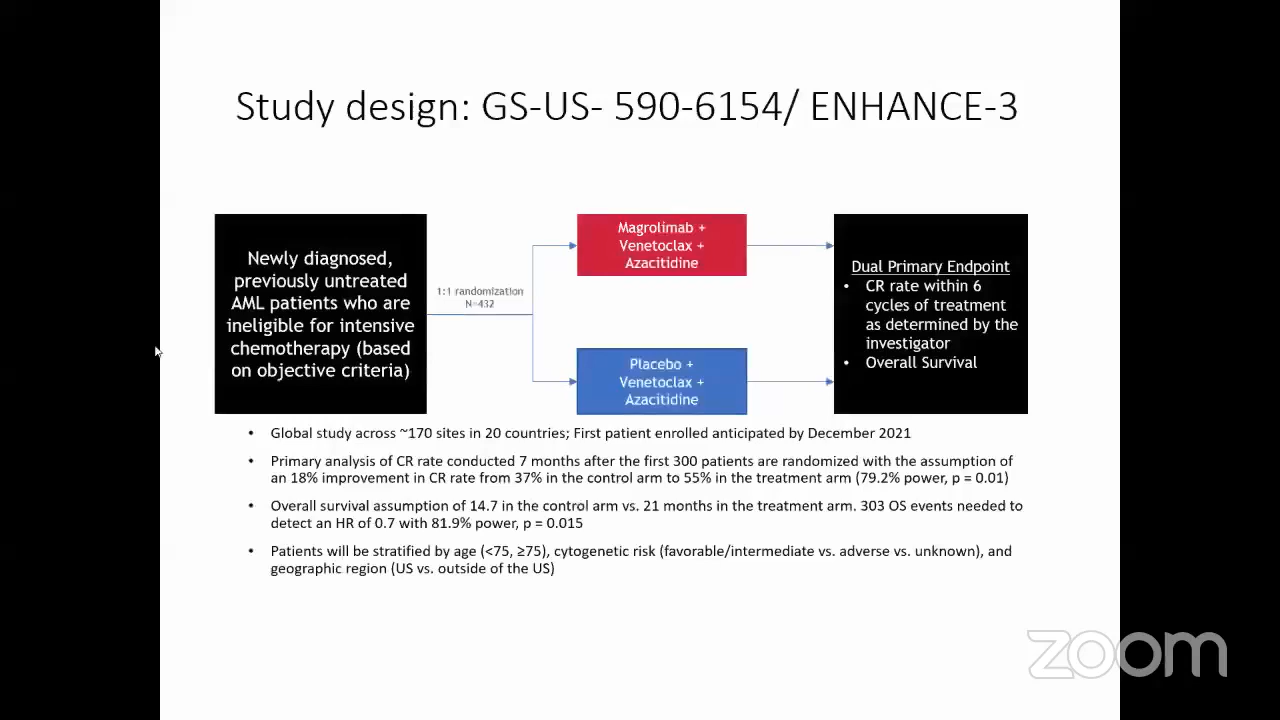 Study design: GS-US- 590-6154/ ENHANCE-3
Newly diagnosed,
previously untreated
AML patients who are
ineligible for intensive
chemotherapy (based
on objective criteria)
1:1 randomization
N=432
Magrolimab +
Venetoclax +
Azacitidine
Placebo +
Venetoclax +
Azacitidine
Dual Primary Endpoint
• CR rate within 6
cycles of treatment
as determined by the
investigator
• Overall Survival
• Global study across ~170 sites in 20 countries; First patient enrolled anticipated by December 2021
• Primary analysis of CR rate conducted 7 months after the first 300 patients are randomized with the assumption of
an 18% improvement in CR rate from 37% in the control arm to 55% in the treatment arm (79.2% power, p = 0.01)
• Overall survival assumption of 14.7 in the control arm vs. 21 months in the treatment arm. 303 OS events needed to
detect an HR of 0.7 with 81.9% power, p = 0.015
• Patients will be stratified by age (<75, ≥75), cytogenetic risk (favorable/intermediate vs. adverse vs. unknown), and
geographic region (US vs. outside of the US)
zoom